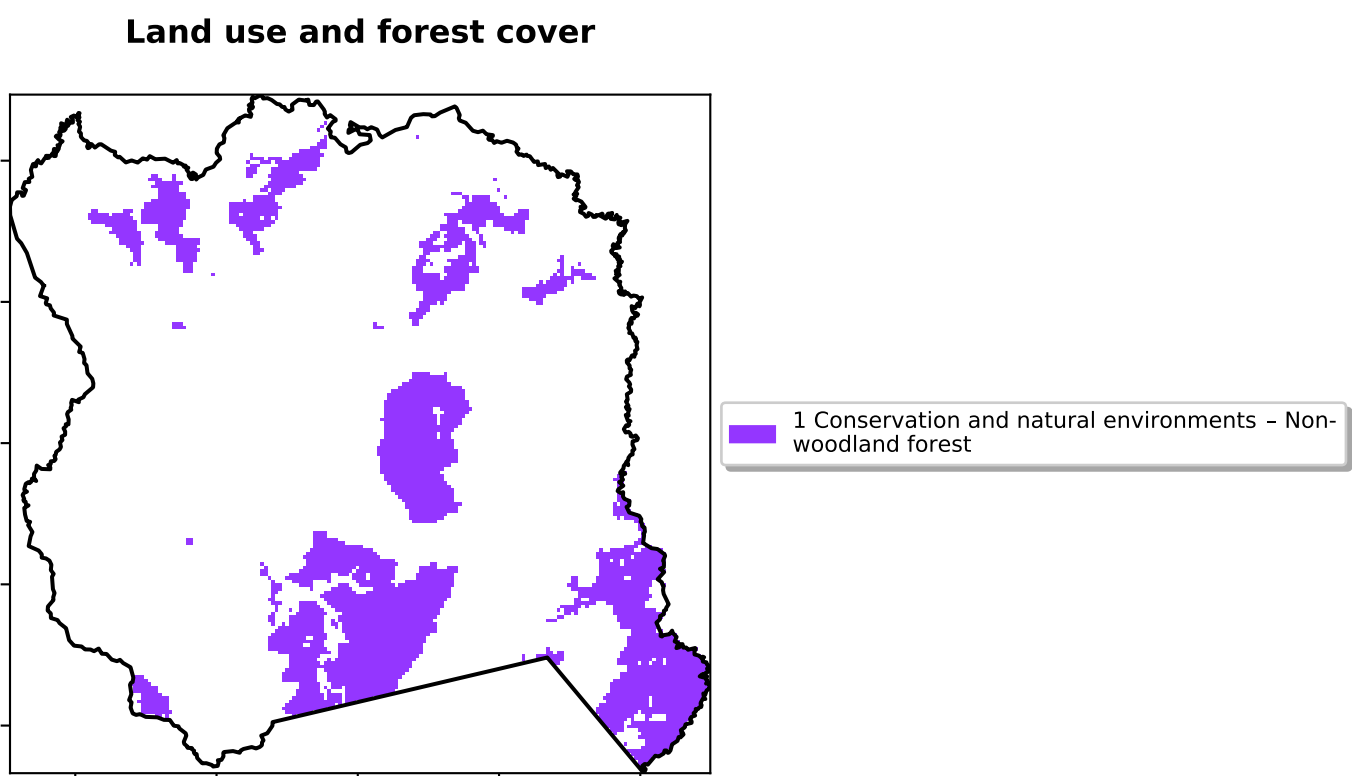 Land use and forest cover
1 Conservation and natural environments – Non-
woodland forest